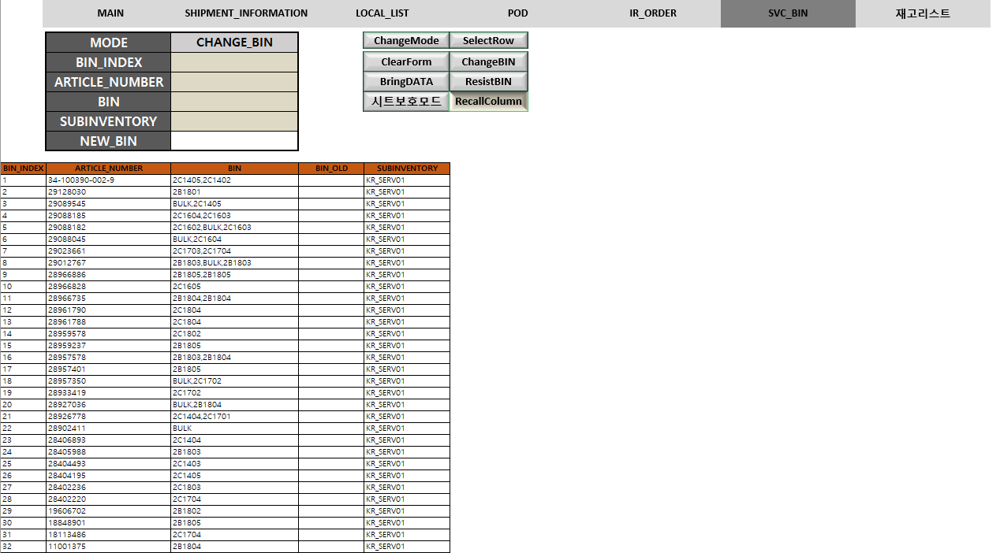 MAIN SHIPMENT_INFORMATION LOCAL_LIST POD IR_ORDER SVC_BIN 재고리스트
MODE CHANGE_BIN
BIN_INDEX
ARTICLE_NUMBER
BIN
SUBINVENTORY
NEW_BIN
ChangeMode SelectRow
ClearForm ChangeBIN
BringDATA ResistBIN
시트보호모드 RecallColumn
BIN_INDEX ARTICLE_NUMBER BIN BIN_OLD SUBINVENTORY
1 34-100390-002-9 2C1405,2C1402 KR_SERV01
2 29128030 2B1801 KR_SERV01
3 29089545 BULK,2C1405 KR_SERV01
4 29088185 2C1604,2C1603 KR_SERV01
5 29088182 2C1602,BULK,2C1603 KR_SERV01
6 29088045 BULK,2C1604 KR_SERV01
7 29023661 2C1703,2C1704 KR_SERV01
8 29012767 2B1803,BULK,2B1803 KR_SERV01
9 28966886 2B1805,2B1805 KR_SERV01
10 28966828 2C1605 KR_SERV01
11 28966735 2B1804,2B1804 KR_SERV01
12 28961790 2C1804 KR_SERV01
13 28961788 2C1804 KR_SERV01
14 28959578 2C1802 KR_SERV01
15 28959237 2B1805 KR_SERV01
16 28957578 2B1803,2B1804 KR_SERV01
17 28957401 2B1805 KR_SERV01
18 28957350 BULK,2C1702 KR_SERV01
19 28933419 2C1702 KR_SERV01
20 28927036 BULK,2B1804 KR_SERV01
21 28926778 2C1404,2C1701 KR_SERV01
22 28902411 BULK KR_SERV01
23 28406893 2C1404 KR_SERV01
24 28405988 2B1803 KR_SERV01
25 28404493 2C1403 KR_SERV01
26 28404195 2C1405 KR_SERV01
27 28402236 2C1803 KR_SERV01
28 28402220 2C1704 KR_SERV01
29 19606702 2B1802 KR_SERV01
30 18848901 2B1805 KR_SERV01
31 18113486 2C1704 KR_SERV01
32 11001375 2B1804 KR_SERV01